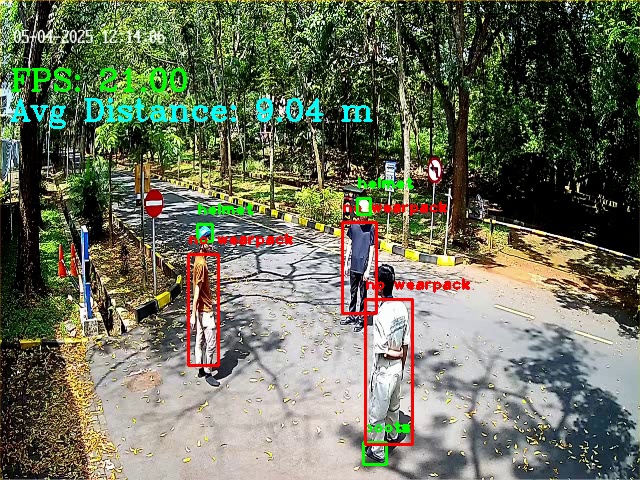 05-04-2025 12:14:06
FPS: 21.00
Avg Distance: 9.04 m
helmet
no wearpack
helmet
no wearpack
no wearpack
boots